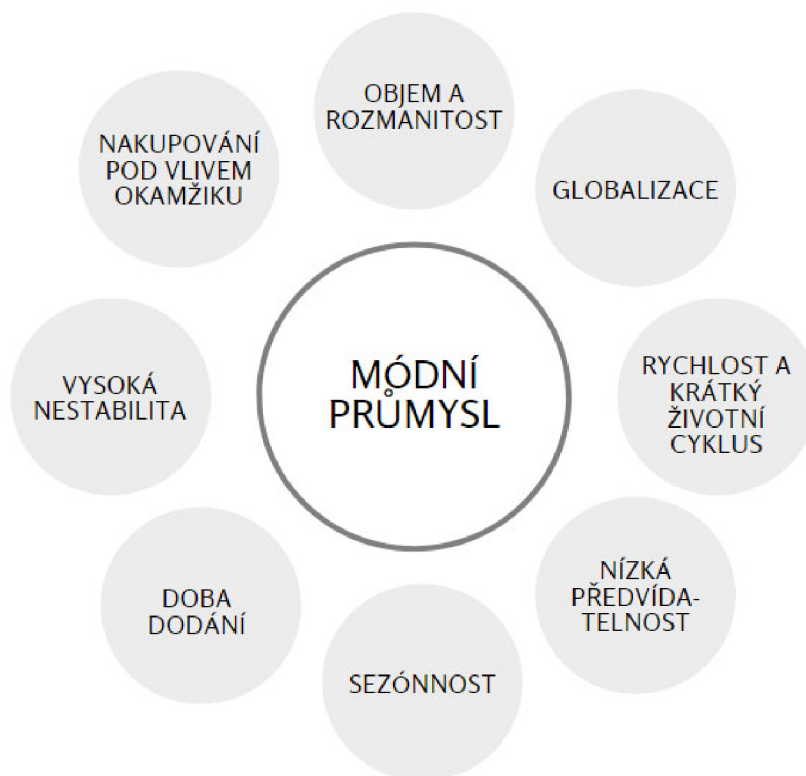 OBJEM A
ROZMANITOST
NAKUPOVÁNÍ
POD VLIVEM
OKAMŽIKU
GLOBALIZACE
MÓDNÍ
PRŮMYSL
VYSOKÁ
NESTABILITA
RYCHLOST A
KRÁTKÝ
ŽIVOTNÍ
CYKLUS
DOBA
DODÁNÍ
NÍZKÁ
PŘEDVÍDA-
TELNOST
SEZÓNNOST